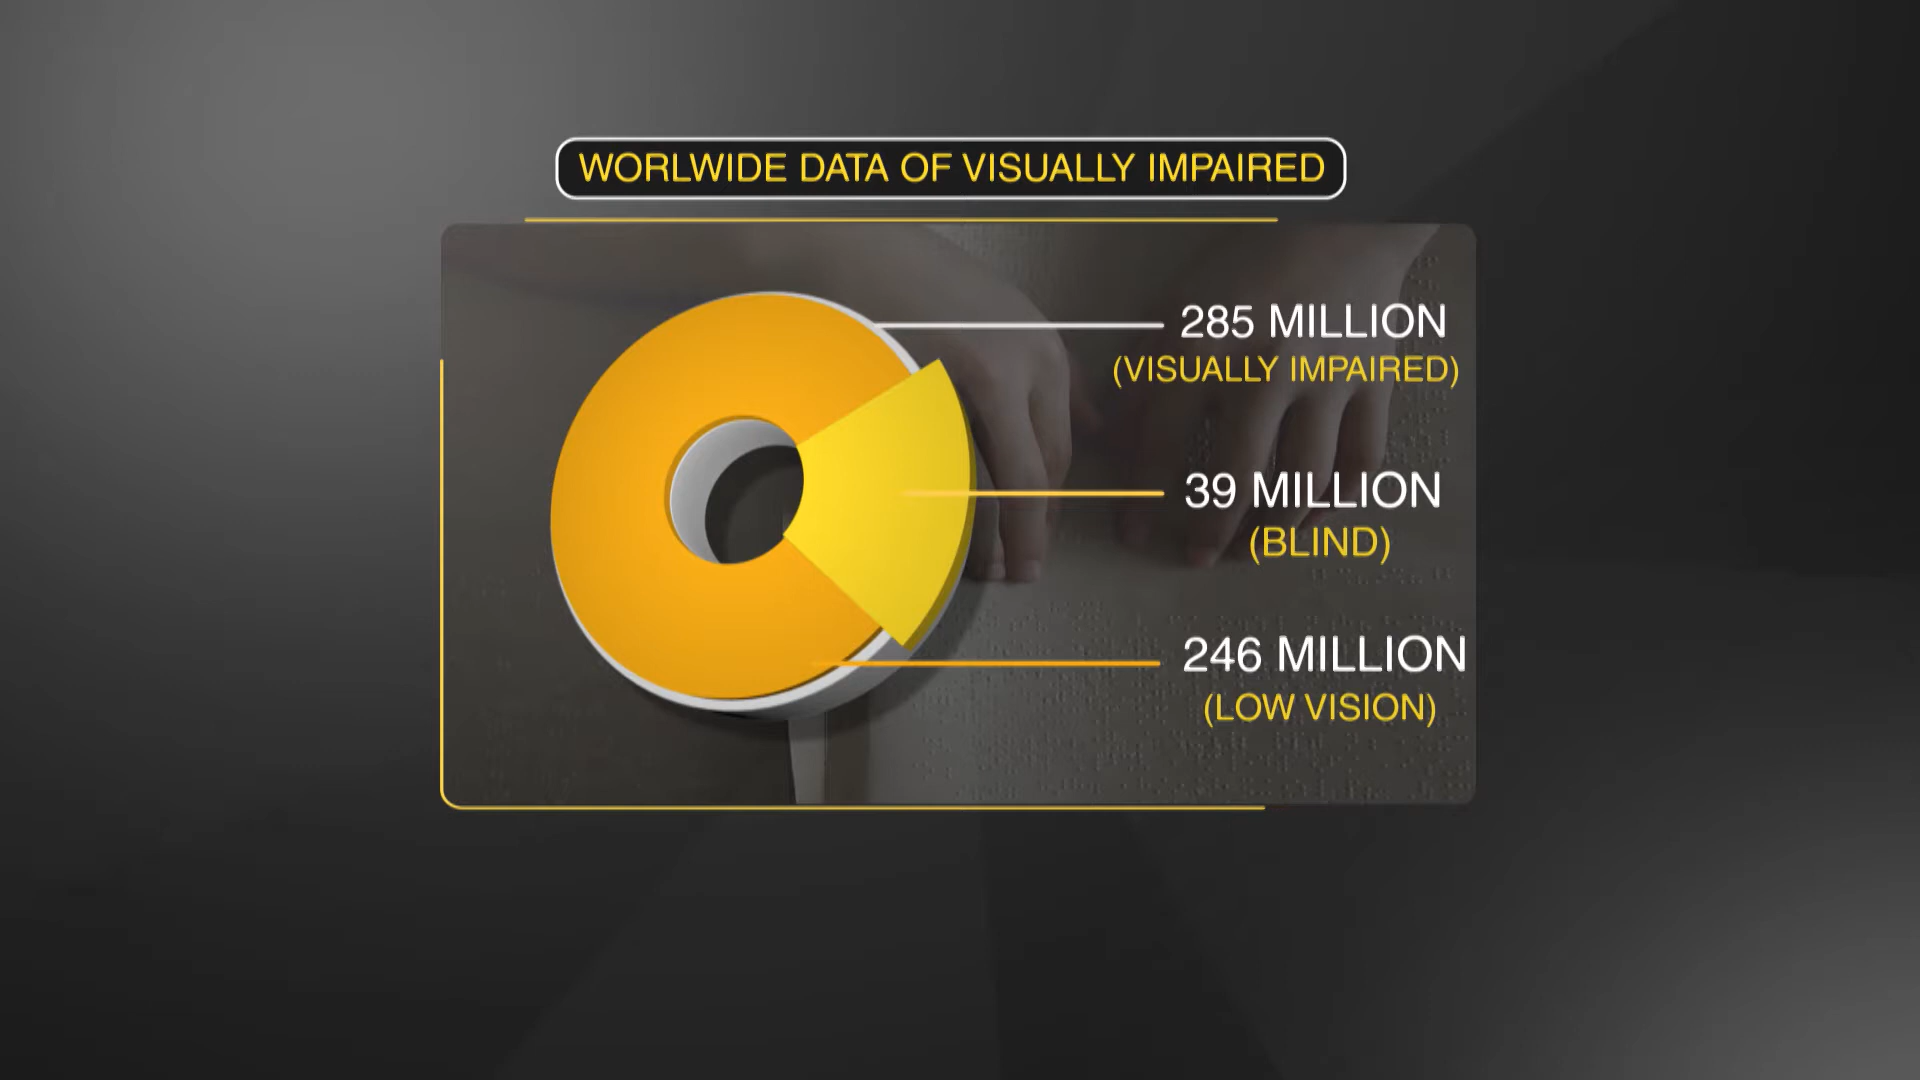 WORLWIDE DATA OF VISUALLY IMPAIRED
285 MILLION
(VISUALLY IMPAIRED)
39 MILLION
(BLIND)
246 MILLION
(LOW VISION)